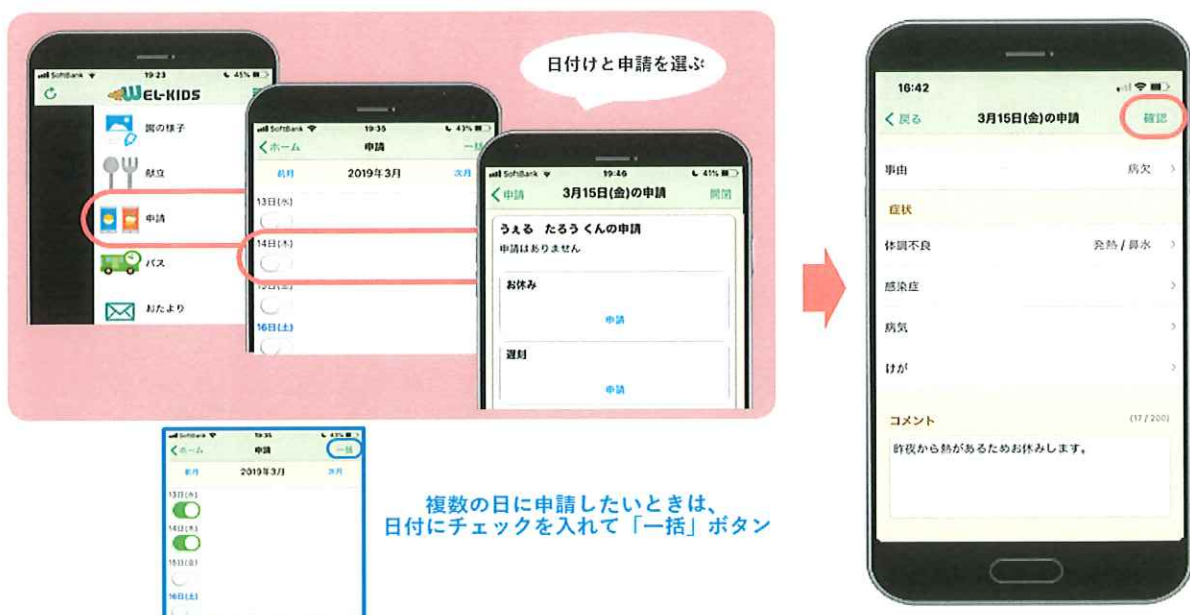 日付けと申請を選ぶ
SoftBank 19:23 45%
WEL-KIDS
園の様子
献立
申請
バス
おたより
SoftBank 19:35 43%
ホーム 申請 一括
前月 2019年3月 次月
13日(水)
14日(木)
15日(金)
16日(土)
SoftBank 19:46 41%
申請 3月15日(金)の申請 開閉
うぇる たろう くんの申請
申請はありません
お休み
申請
遅刻
申請
16:42
戻る 3月15日(金)の申請 確認
事由 病欠
症状
体調不良 発熱 / 鼻水
感染症
病気
けが
コメント (17 / 200)
昨夜から熱があるためお休みします。
SoftBank 19:35 43%
ホーム 申請 一括
前月 2019年3月 次月
13日(水)
14日(木)
15日(金)
16日(土)
複数の日に申請したいときは、
日付にチェックを入れて「一括」ボタン